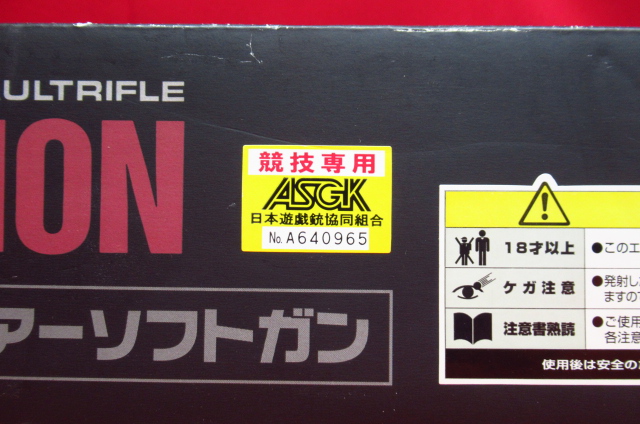 ULTRIFLE
ION
アーソフトガン
競技専用
ASGK
日本遊戯銃協同組合
No. A640965
18才以上
●このエ
ケガ注意
●発射し
ますので
注意書熟読
●ご使用
各注意
使用後は安全の